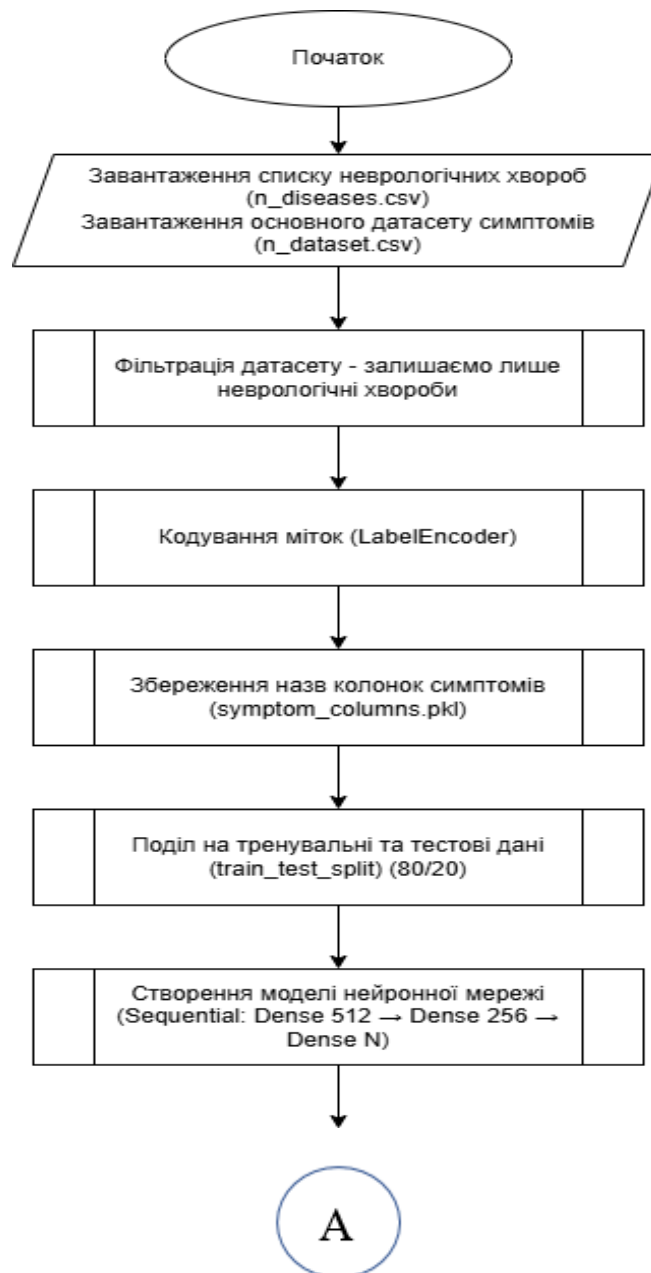 Початок
Завантаження списку неврологічних хвороб
(n_diseases.csv)
Завантаження основного датасету симптомів
(n_dataset.csv)
Фільтрація датасету - залишаємо лише
неврологічні хвороби
Кодування міток (LabelEncoder)
Збереження назв колонок симптомів
(symptom_columns.pkl)
Поділ на тренувальні та тестові дані
(train_test_split) (80/20)
Створення моделі нейронної мережі
(Sequential: Dense 512 → Dense 256 →
Dense N)
А